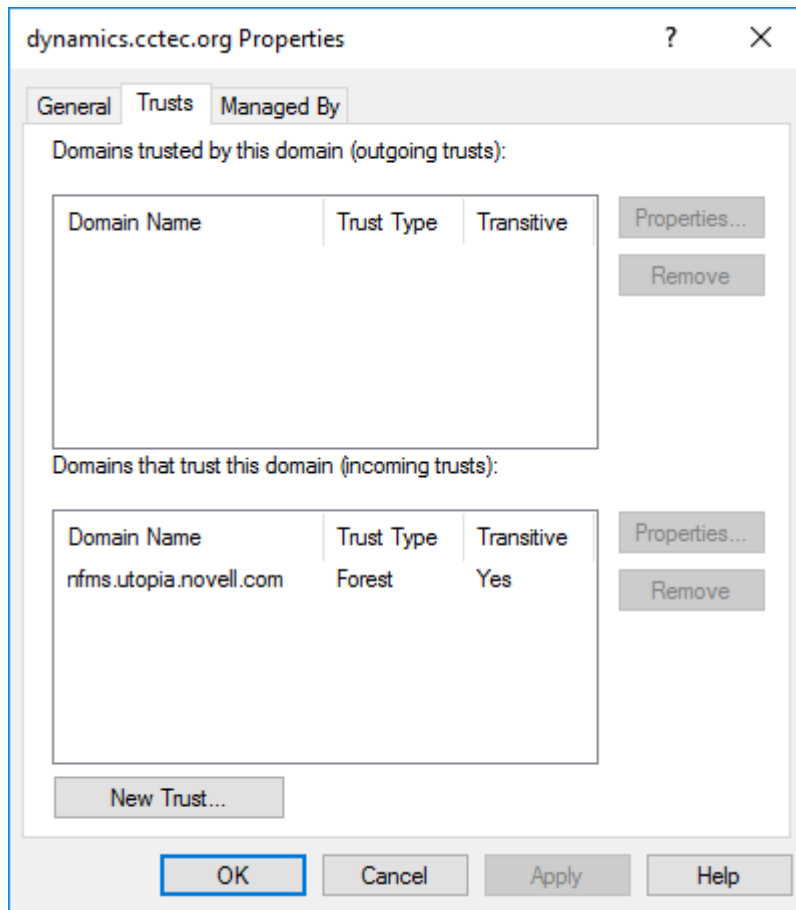 dynamics.cctec.org Properties ?
General Trusts Managed By
Domains trusted by this domain (outgoing trusts):
Domain Name Trust Type Transitive Properties...
Remove
Domains that trust this domain (incoming trusts):
Domain Name Trust Type Transitive Properties...
nfms.utopia.novell.com Forest Yes Remove
New Trust...
OK Cancel Apply Help